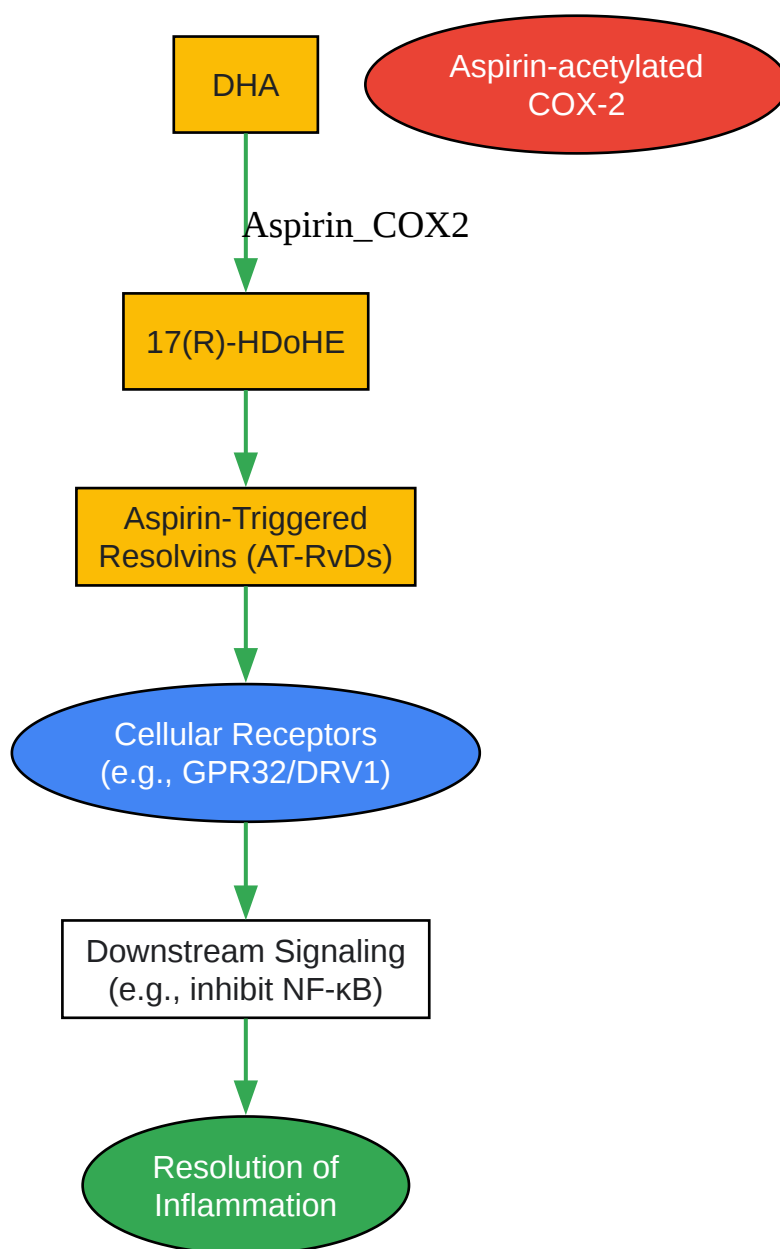 DHA
Aspirin-acetylated
COX-2
Aspirin_COX2
17(R)-HDoHE
Aspirin-Triggered
Resolvins (AT-RvDs)
Cellular Receptors
(e.g., GPR32/DRV1)
Downstream Signaling
(e.g., inhibit NF-κB)
Resolution of
Inflammation